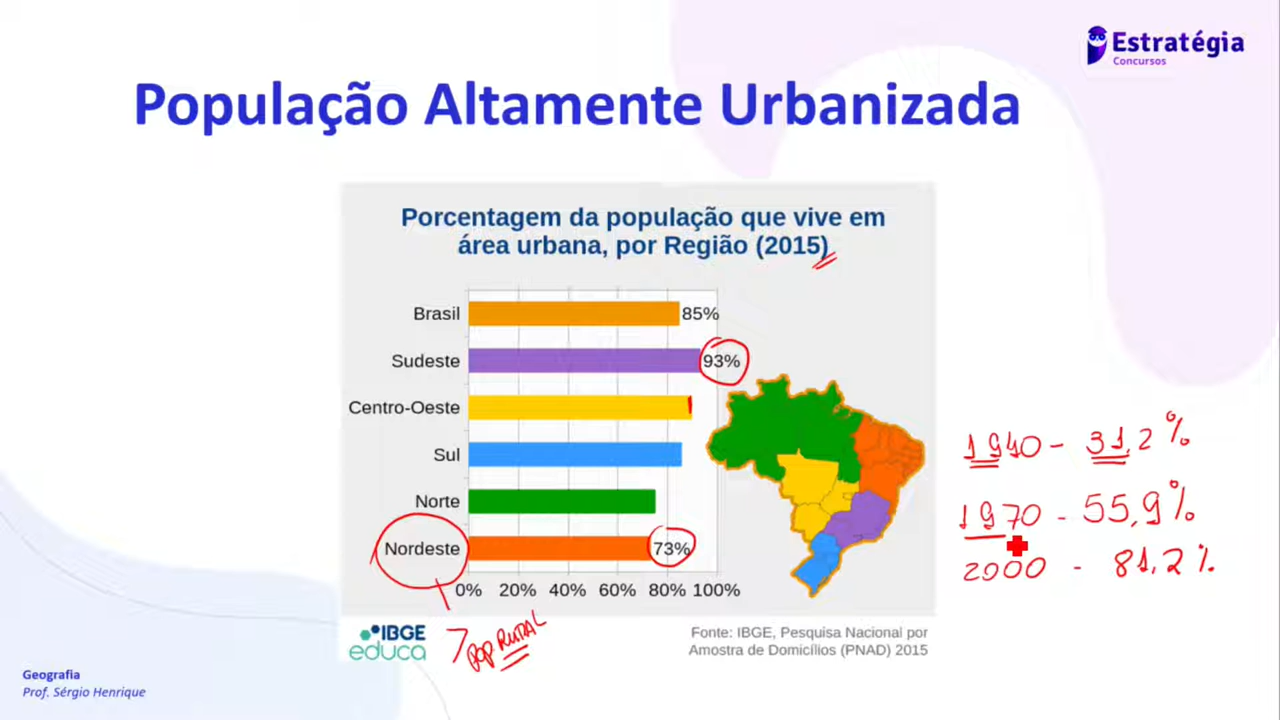 Estratégia
Concursos
População Altamente Urbanizada
Porcentagem da população que vive em
área urbana, por Região (2015)
Brasil 85%
Sudeste 93%
Centro-Oeste
Sul
Norte
Nordeste 73%
0% 20% 40% 60% 80% 100%
1940 - 31,2%
1970 - 55,9%
2000 - 81,2%
> pop RURAL
IBGE
educa
Fonte: IBGE, Pesquisa Nacional por
Amostra de Domicílios (PNAD) 2015
Geografia
Prof. Sérgio Henrique